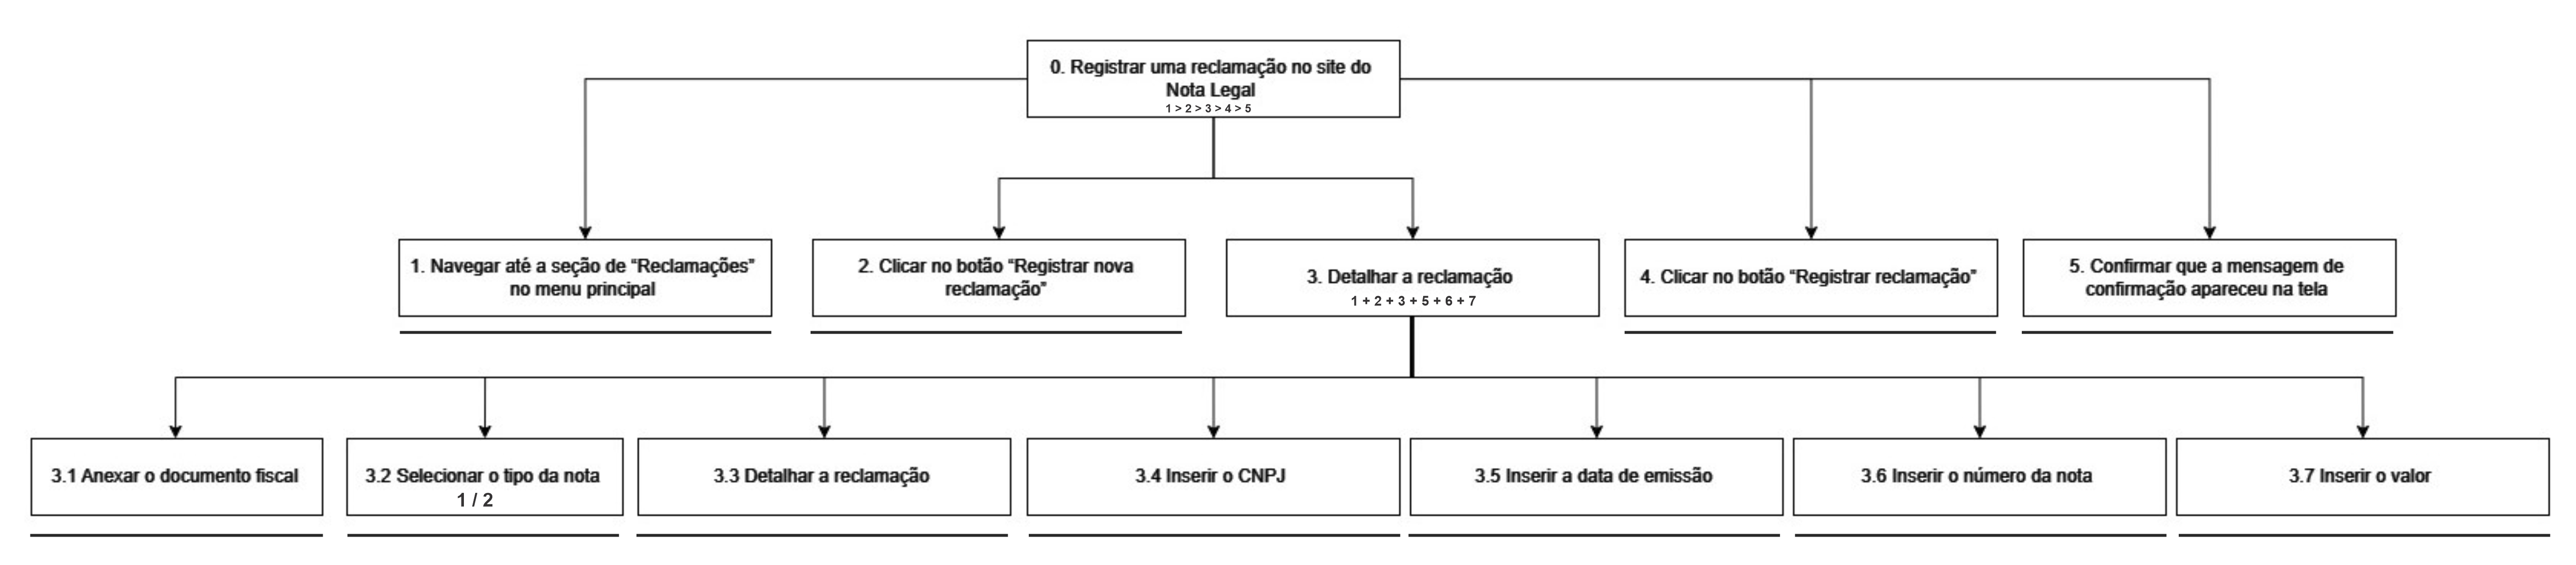 0. Registrar uma reclamação no site do
Nota Legal
1 > 2 > 3 > 4 > 5
1. Navegar até a seção de “Reclamações”
no menu principal
2. Clicar no botão “Registrar nova
reclamação”
3. Detalhar a reclamação
1 + 2 + 3 + 5 + 6 + 7
4. Clicar no botão “Registrar reclamação”
5. Confirmar que a mensagem de
confirmação apareceu na tela
3.1 Anexar o documento fiscal
3.2 Selecionar o tipo da nota
1 / 2
3.3 Detalhar a reclamação
3.4 Inserir o CNPJ
3.5 Inserir a data de emissão
3.6 Inserir o número da nota
3.7 Inserir o valor